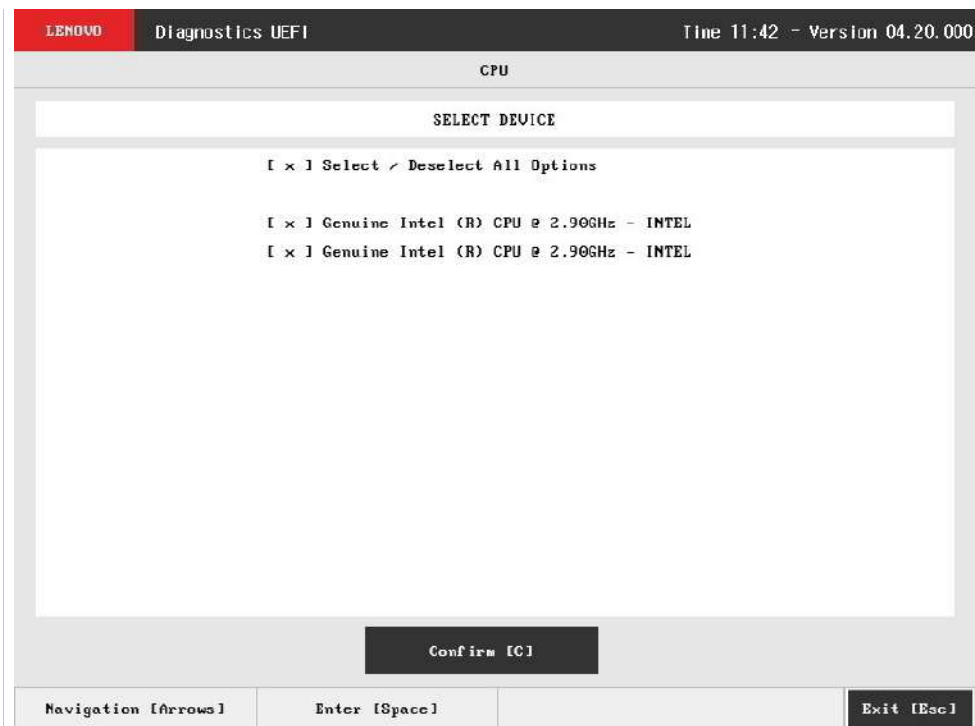 LENOVO Diagnostics UEFI Time 11:42 - Version 04.20.000
CPU
SELECT DEVICE
[ x ] Select / Deselect All Options
[ x ] Genuine Intel (R) CPU @ 2.90GHz - INTEL
[ x ] Genuine Intel (R) CPU @ 2.90GHz - INTEL
Confirm [C]
Navigation [Arrows] Enter [Space] Exit [Esc]